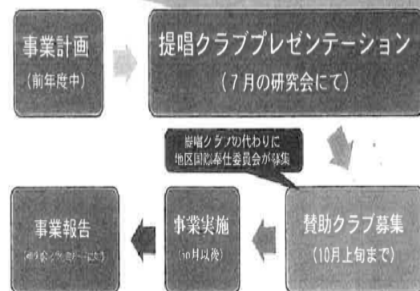 事業計画
(前年度中)
提唱クラブプレゼンテーション
(7月の研究会にて)
提唱クラブの代わりに
地区国際奉仕委員会が募集
賛助クラブ募集
(10月上旬まで)
事業実施
(10月以後)
事業報告